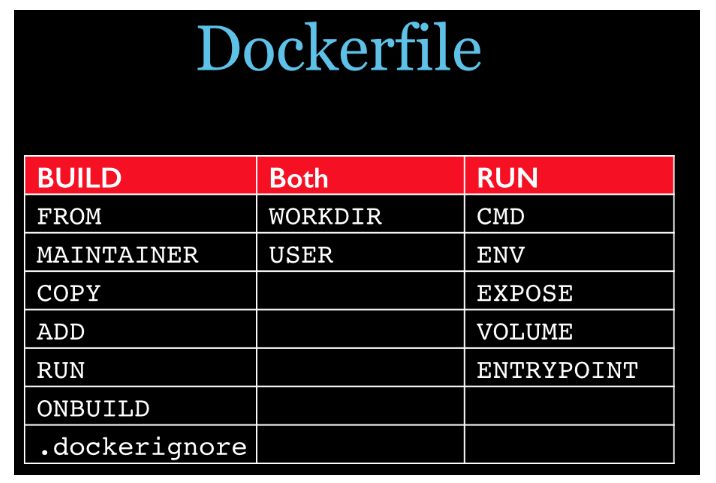 Dockerfile
BUILD Both RUN
FROM WORKDIR CMD
MAINTAINER USER ENV
COPY EXPOSE
ADD VOLUME
RUN ENTRYPOINT
ONBUILD
.dockerignore